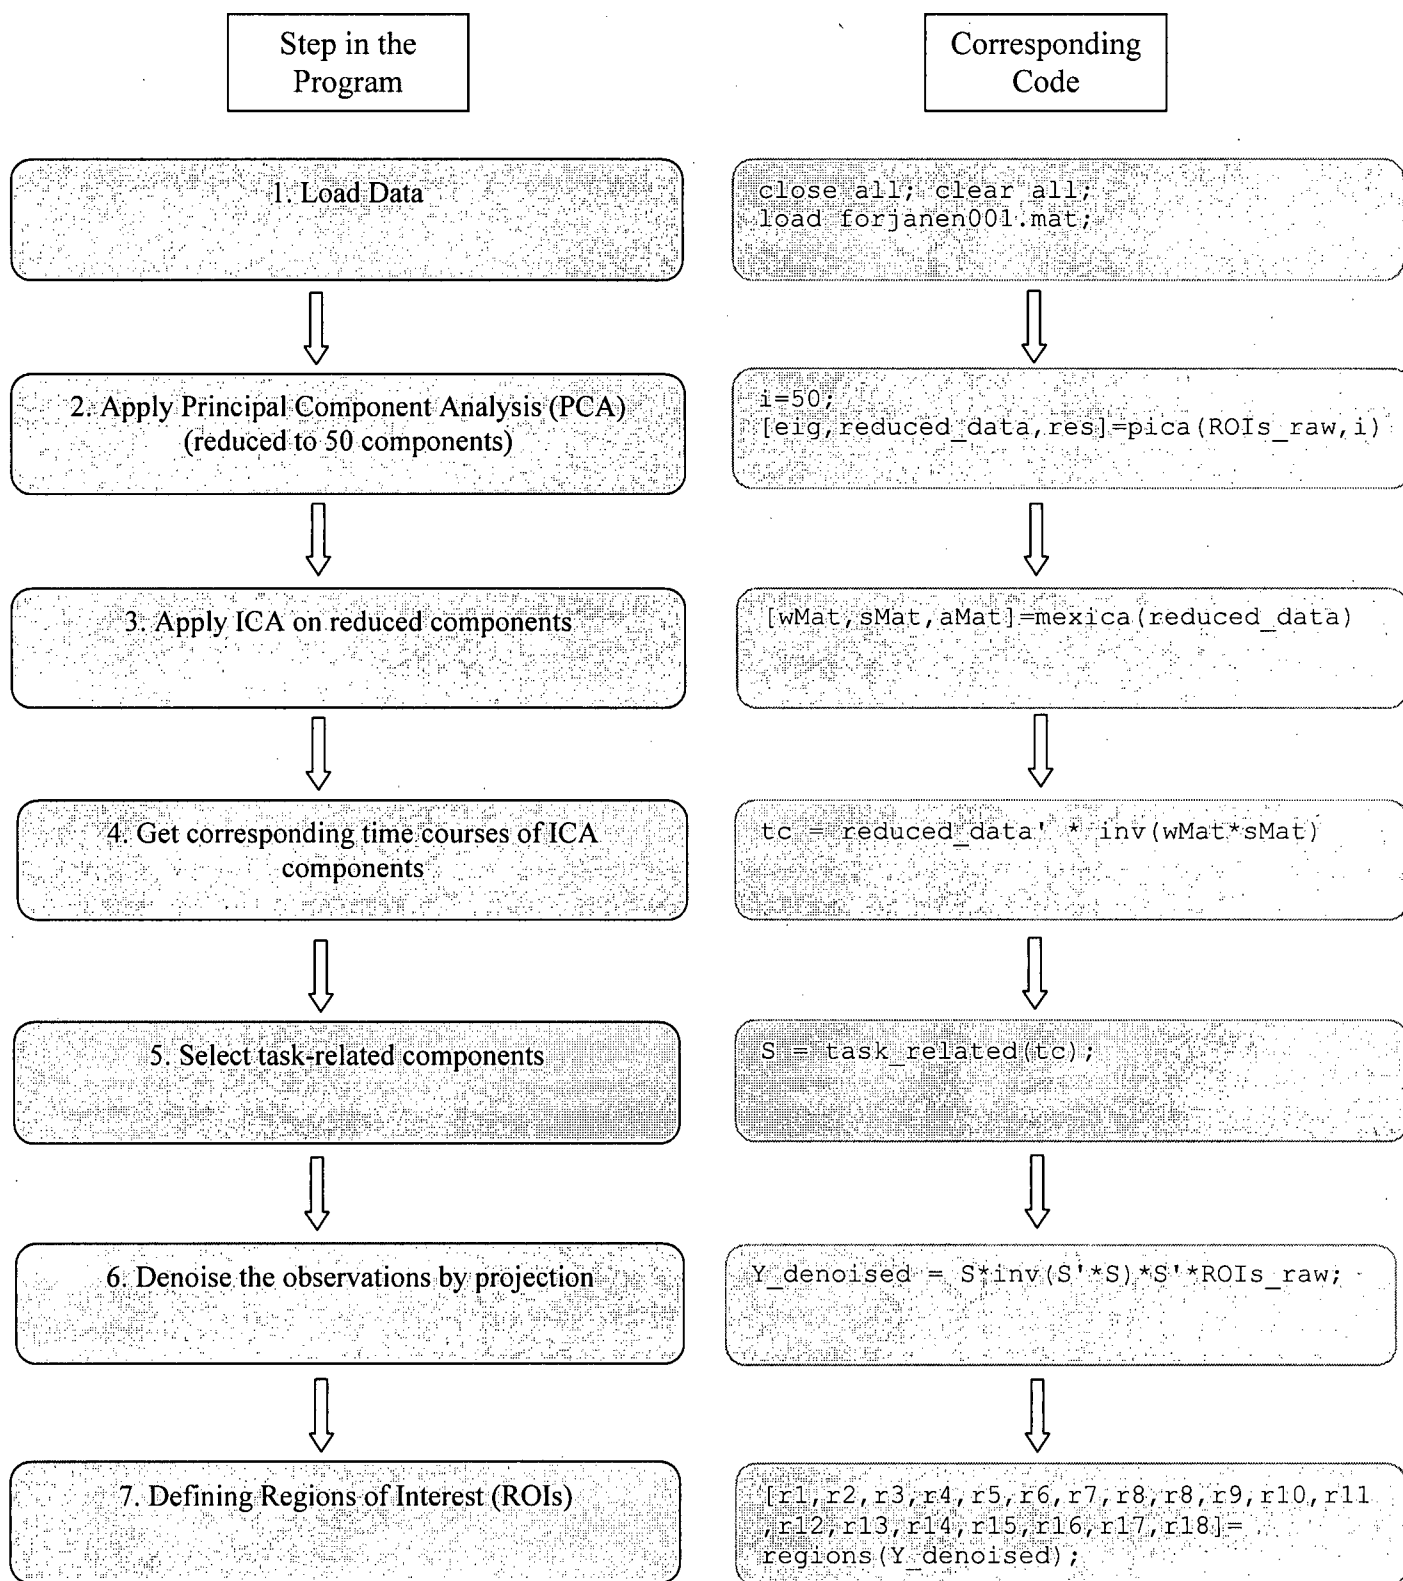 Step in the
Program
Corresponding
Code
1. Load Data
close all; clear all;
load forjanen001.mat;
2. Apply Principal Component Analysis (PCA)
(reduced to 50 components)
i=50;
[eig,reduced_data,res]=pica(ROIs_raw,i)
3. Apply ICA on reduced components
[wMat,sMat,aMat]=mexica(reduced_data)
4. Get corresponding time courses of ICA
components
tc = reduced_data' * inv(wMat*sMat)
5. Select task-related components
S = task_related(tc);
6. Denoise the observations by projection
Y_denoised = S*inv(S'*S)*S'*ROIs_raw;
7. Defining Regions of Interest (ROIs)
[r1,r2,r3,r4,r5,r6,r7,r8,r8,r9,r10,r11
,r12,r13,r14,r15,r16,r17,r18]=
regions(Y_denoised);